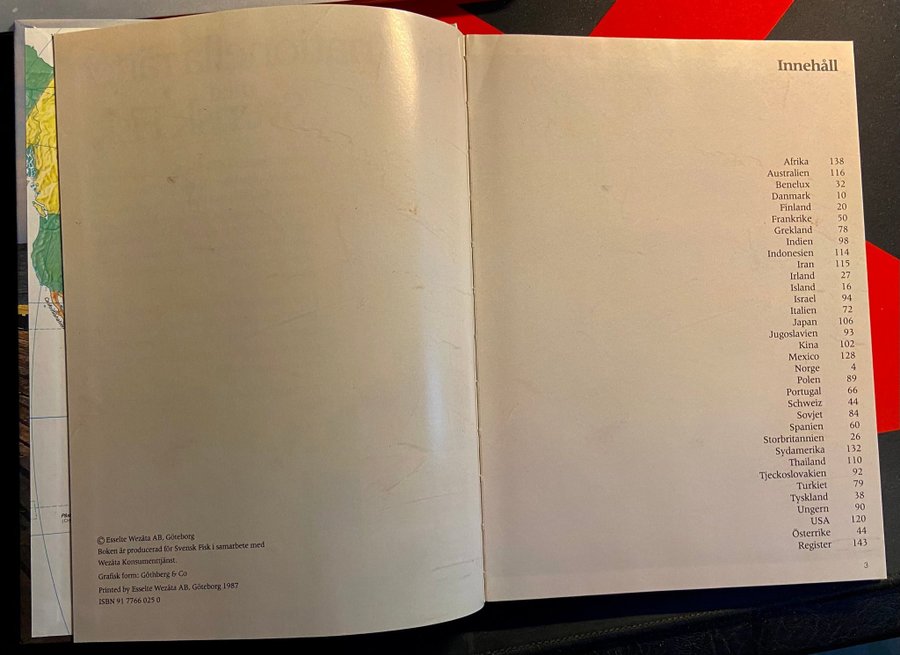 © Esselte Wezäta AB, Göteborg
Boken är producerad för Svensk Fisk i samarbete med
Wezäta Konsumenttjänst.
Grafisk form: Göthberg & Co
Printed by Esselte Wezäta AB, Göteborg 1987
ISBN 91 7766 025 0
Innehåll
Afrika 138
Australien 116
Benelux 32
Danmark 10
Finland 20
Frankrike 50
Grekland 78
Indien 98
Indonesien 114
Iran 115
Irland 27
Island 16
Israel 94
Italien 72
Japan 106
Jugoslavien 93
Kina 102
Mexico 128
Norge 4
Polen 89
Portugal 66
Schweiz 44
Sovjet 84
Spanien 60
Storbritannien 26
Sydamerika 132
Thailand 110
Tjeckoslovakien 92
Turkiet 79
Tyskland 38
Ungern 90
USA 120
Österrike 44
Register 143
3